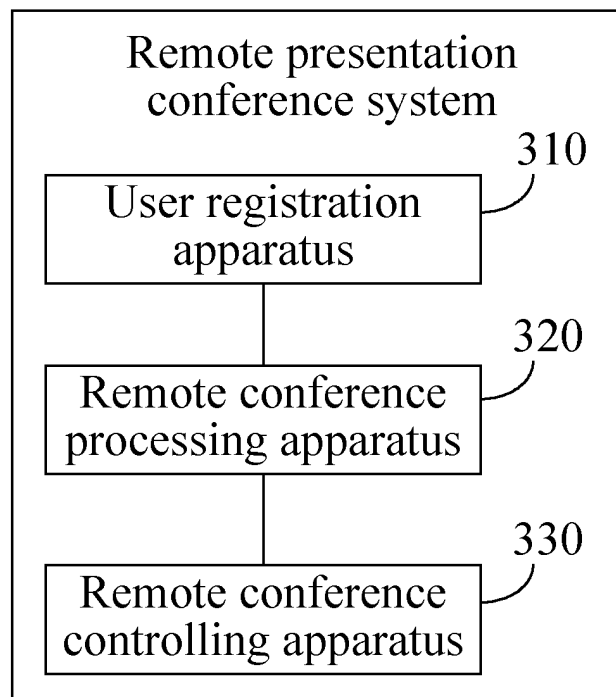 Remote presentation
conference system
310
User registration
apparatus
320
Remote conference
processing apparatus
330
Remote conference
controlling apparatus